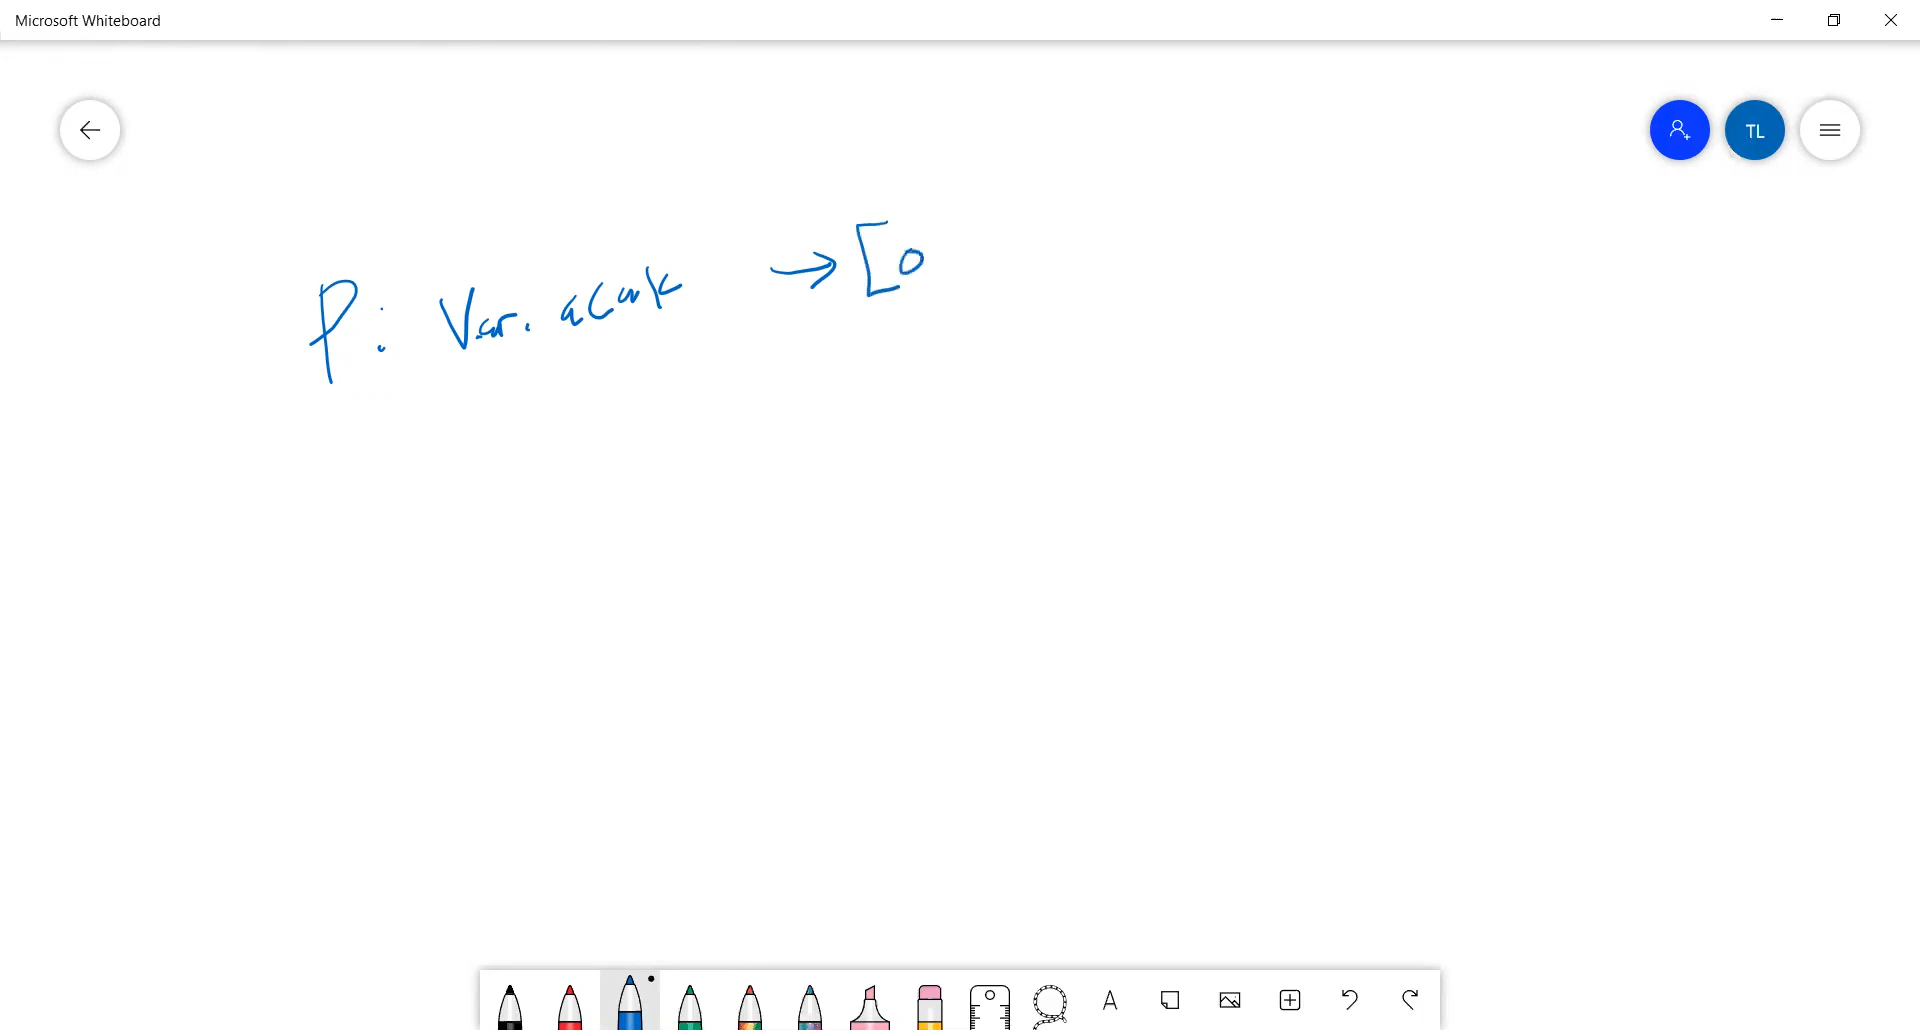 Microsoft Whiteboard
TL
P: Var. → [0
A